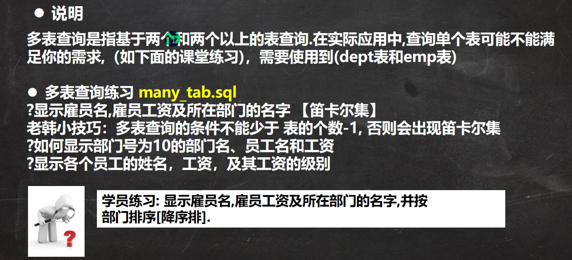 ● 说明
多表查询是指基于两个和两个以上的表查询.在实际应用中,查询单个表可能不能满
足你的需求,（如下面的课堂练习），需要使用到(dept表和emp表)
● 多表查询练习 many_tab.sql
?显示雇员名,雇员工资及所在部门的名字 【笛卡尔集】
老韩小技巧：多表查询的条件不能少于 表的个数-1, 否则会出现笛卡尔集
?如何显示部门号为10的部门名、员工名和工资
?显示各个员工的姓名，工资，及其工资的级别
学员练习: 显示雇员名,雇员工资及所在部门的名字,并按
部门排序[降序排].